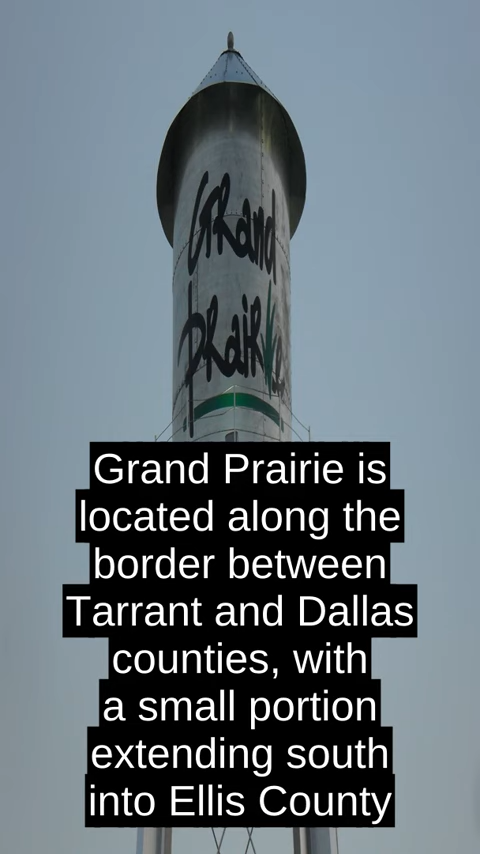 Grand
Prairie
Grand Prairie is
located along the
border between
Tarrant and Dallas
counties, with
a small portion
extending south
into Ellis County